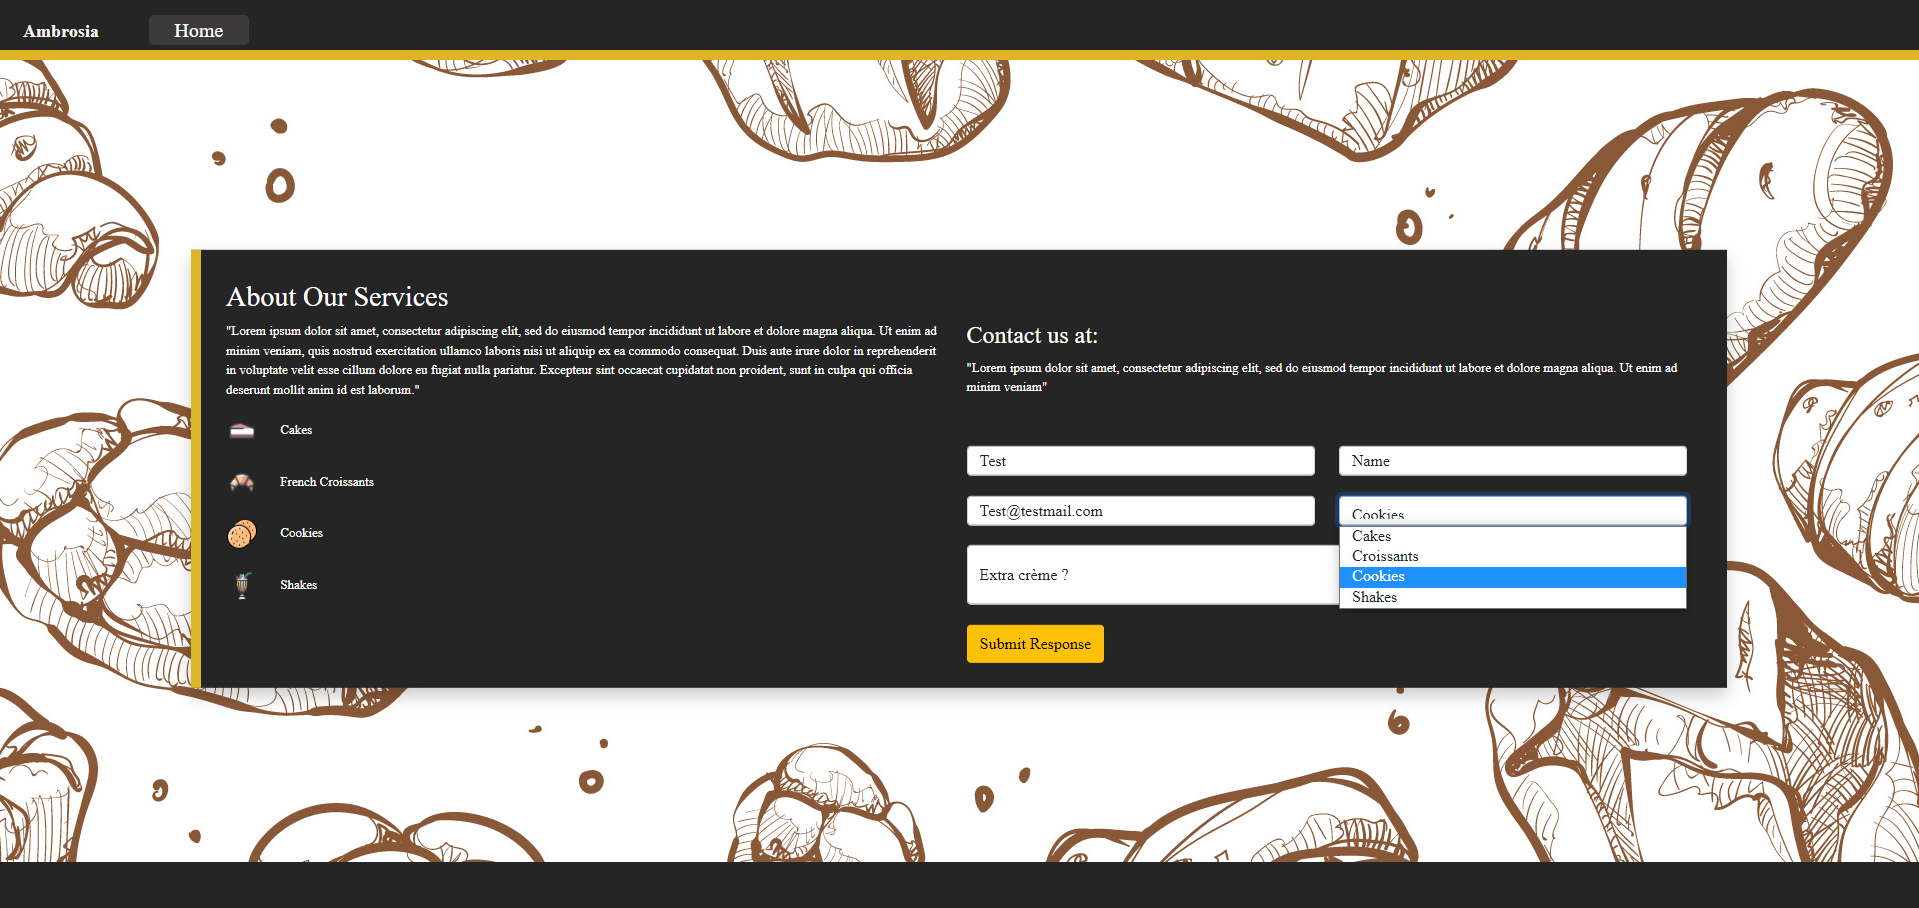 Ambrosia
Home
About Our Services
"Lorem ipsum dolor sit amet, consectetur adipiscing elit, sed do eiusmod tempor incididunt ut labore et dolore magna aliqua. Ut enim ad
minim veniam, quis nostrud exercitation ullamco laboris nisi ut aliquip ex ea commodo consequat. Duis aute irure dolor in reprehenderit
in voluptate velit esse cillum dolore eu fugiat nulla pariatur. Excepteur sint occaecat cupidatat non proident, sunt in culpa qui officia
deserunt mollit anim id est laborum."
Cakes
French Croissants
Cookies
Shakes
Contact us at:
"Lorem ipsum dolor sit amet, consectetur adipiscing elit, sed do eiusmod tempor incididunt ut labore et dolore magna aliqua. Ut enim ad
minim veniam"
Test
Name
Test@testmail.com
Cookies
Cakes
Croissants
Cookies
Shakes
Extra crème ?
Submit Response